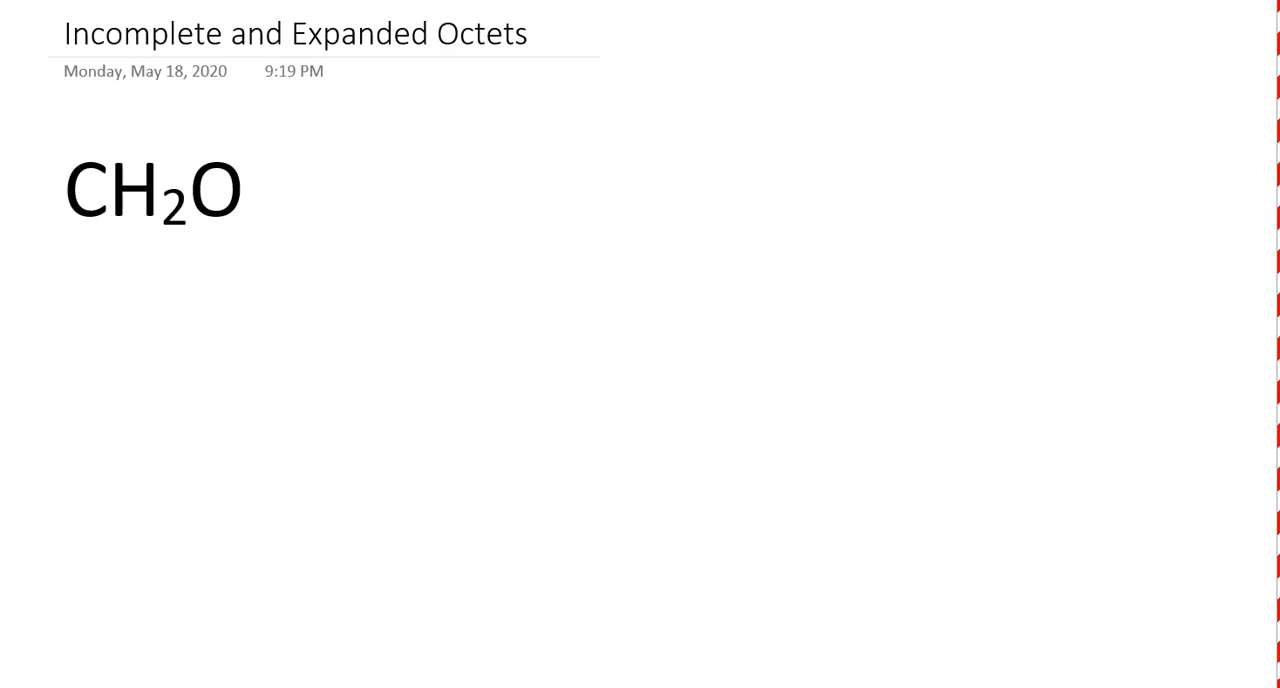 Incomplete and Expanded Octets
Monday, May 18, 2020 9:19 PM
CH₂O